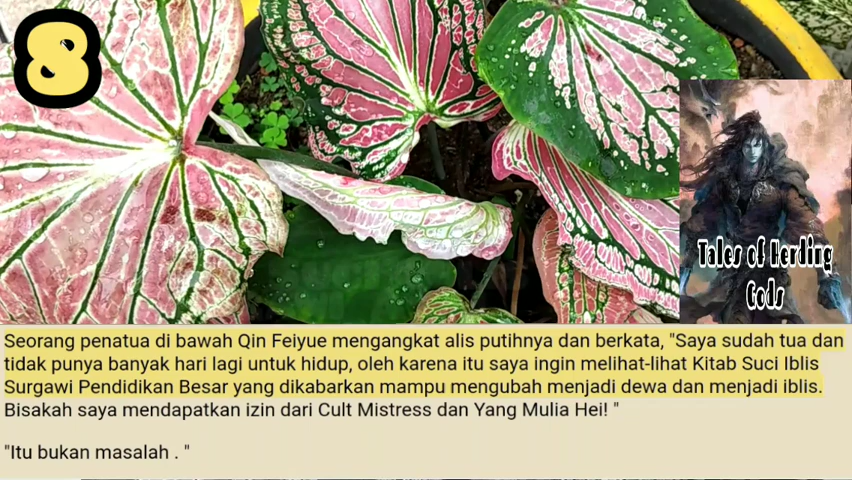 8
Tales of Herding
Gods
Seorang penatua di bawah Qin Feiyue mengangkat alis putihnya dan berkata, "Saya sudah tua dan
tidak punya banyak hari lagi untuk hidup, oleh karena itu saya ingin melihat-lihat Kitab Suci Iblis
Surgawi Pendidikan Besar yang dikabarkan mampu mengubah menjadi dewa dan menjadi iblis.
Bisakah saya mendapatkan izin dari Cult Mistress dan Yang Mulia Hei! "
"Itu bukan masalah . "